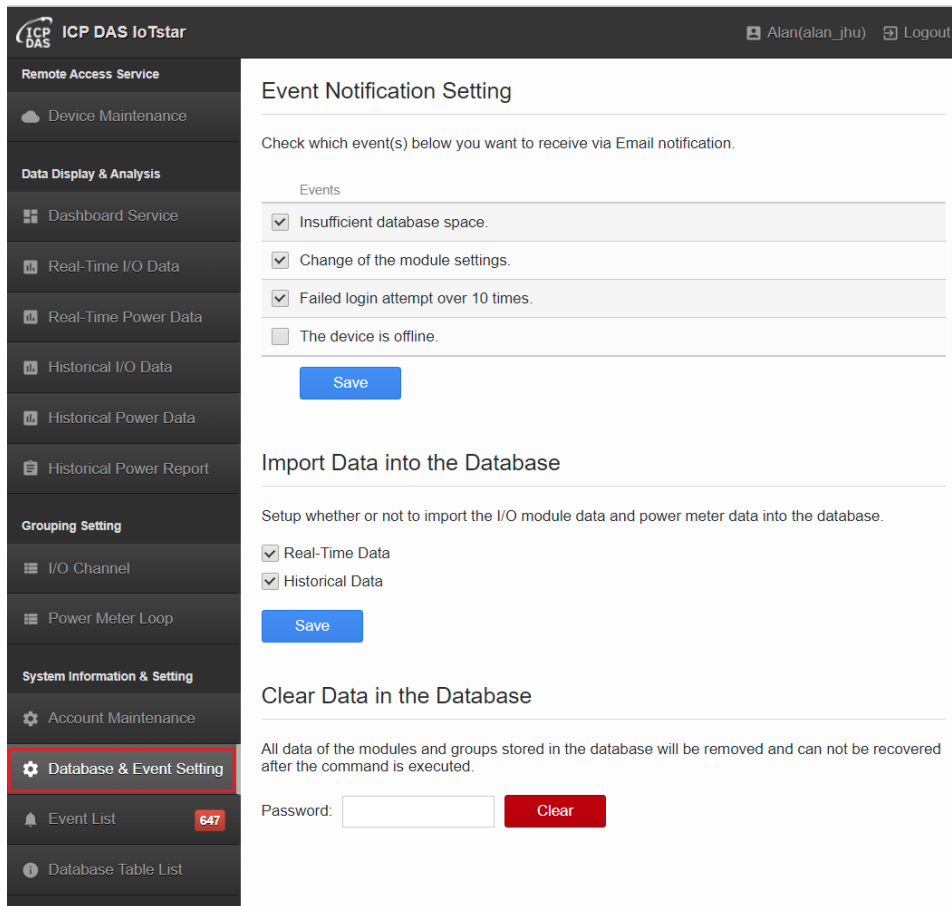 ICP DAS
ICP DAS IoTstar
Alan(alan_jhu)
Logout
Remote Access Service
Device Maintenance
Data Display & Analysis
Dashboard Service
Real-Time I/O Data
Real-Time Power Data
Historical I/O Data
Historical Power Data
Historical Power Report
Grouping Setting
I/O Channel
Power Meter Loop
System Information & Setting
Account Maintenance
Database & Event Setting
Event List 647
Database Table List
Event Notification Setting
Check which event(s) below you want to receive via Email notification.
Events
Insufficient database space.
Change of the module settings.
Failed login attempt over 10 times.
The device is offline.
Save
Import Data into the Database
Setup whether or not to import the I/O module data and power meter data into the database.
Real-Time Data
Historical Data
Save
Clear Data in the Database
All data of the modules and groups stored in the database will be removed and can not be recovered
after the command is executed.
Password:
Clear